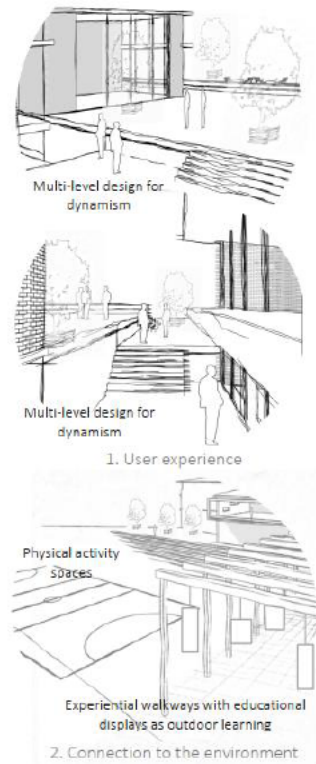 Multi-level design for
dynamism
Multi-level design for
dynamism
1. User experience
Physical activity
spaces
Experiential walkways with educational
displays as outdoor learning
2. Connection to the environment